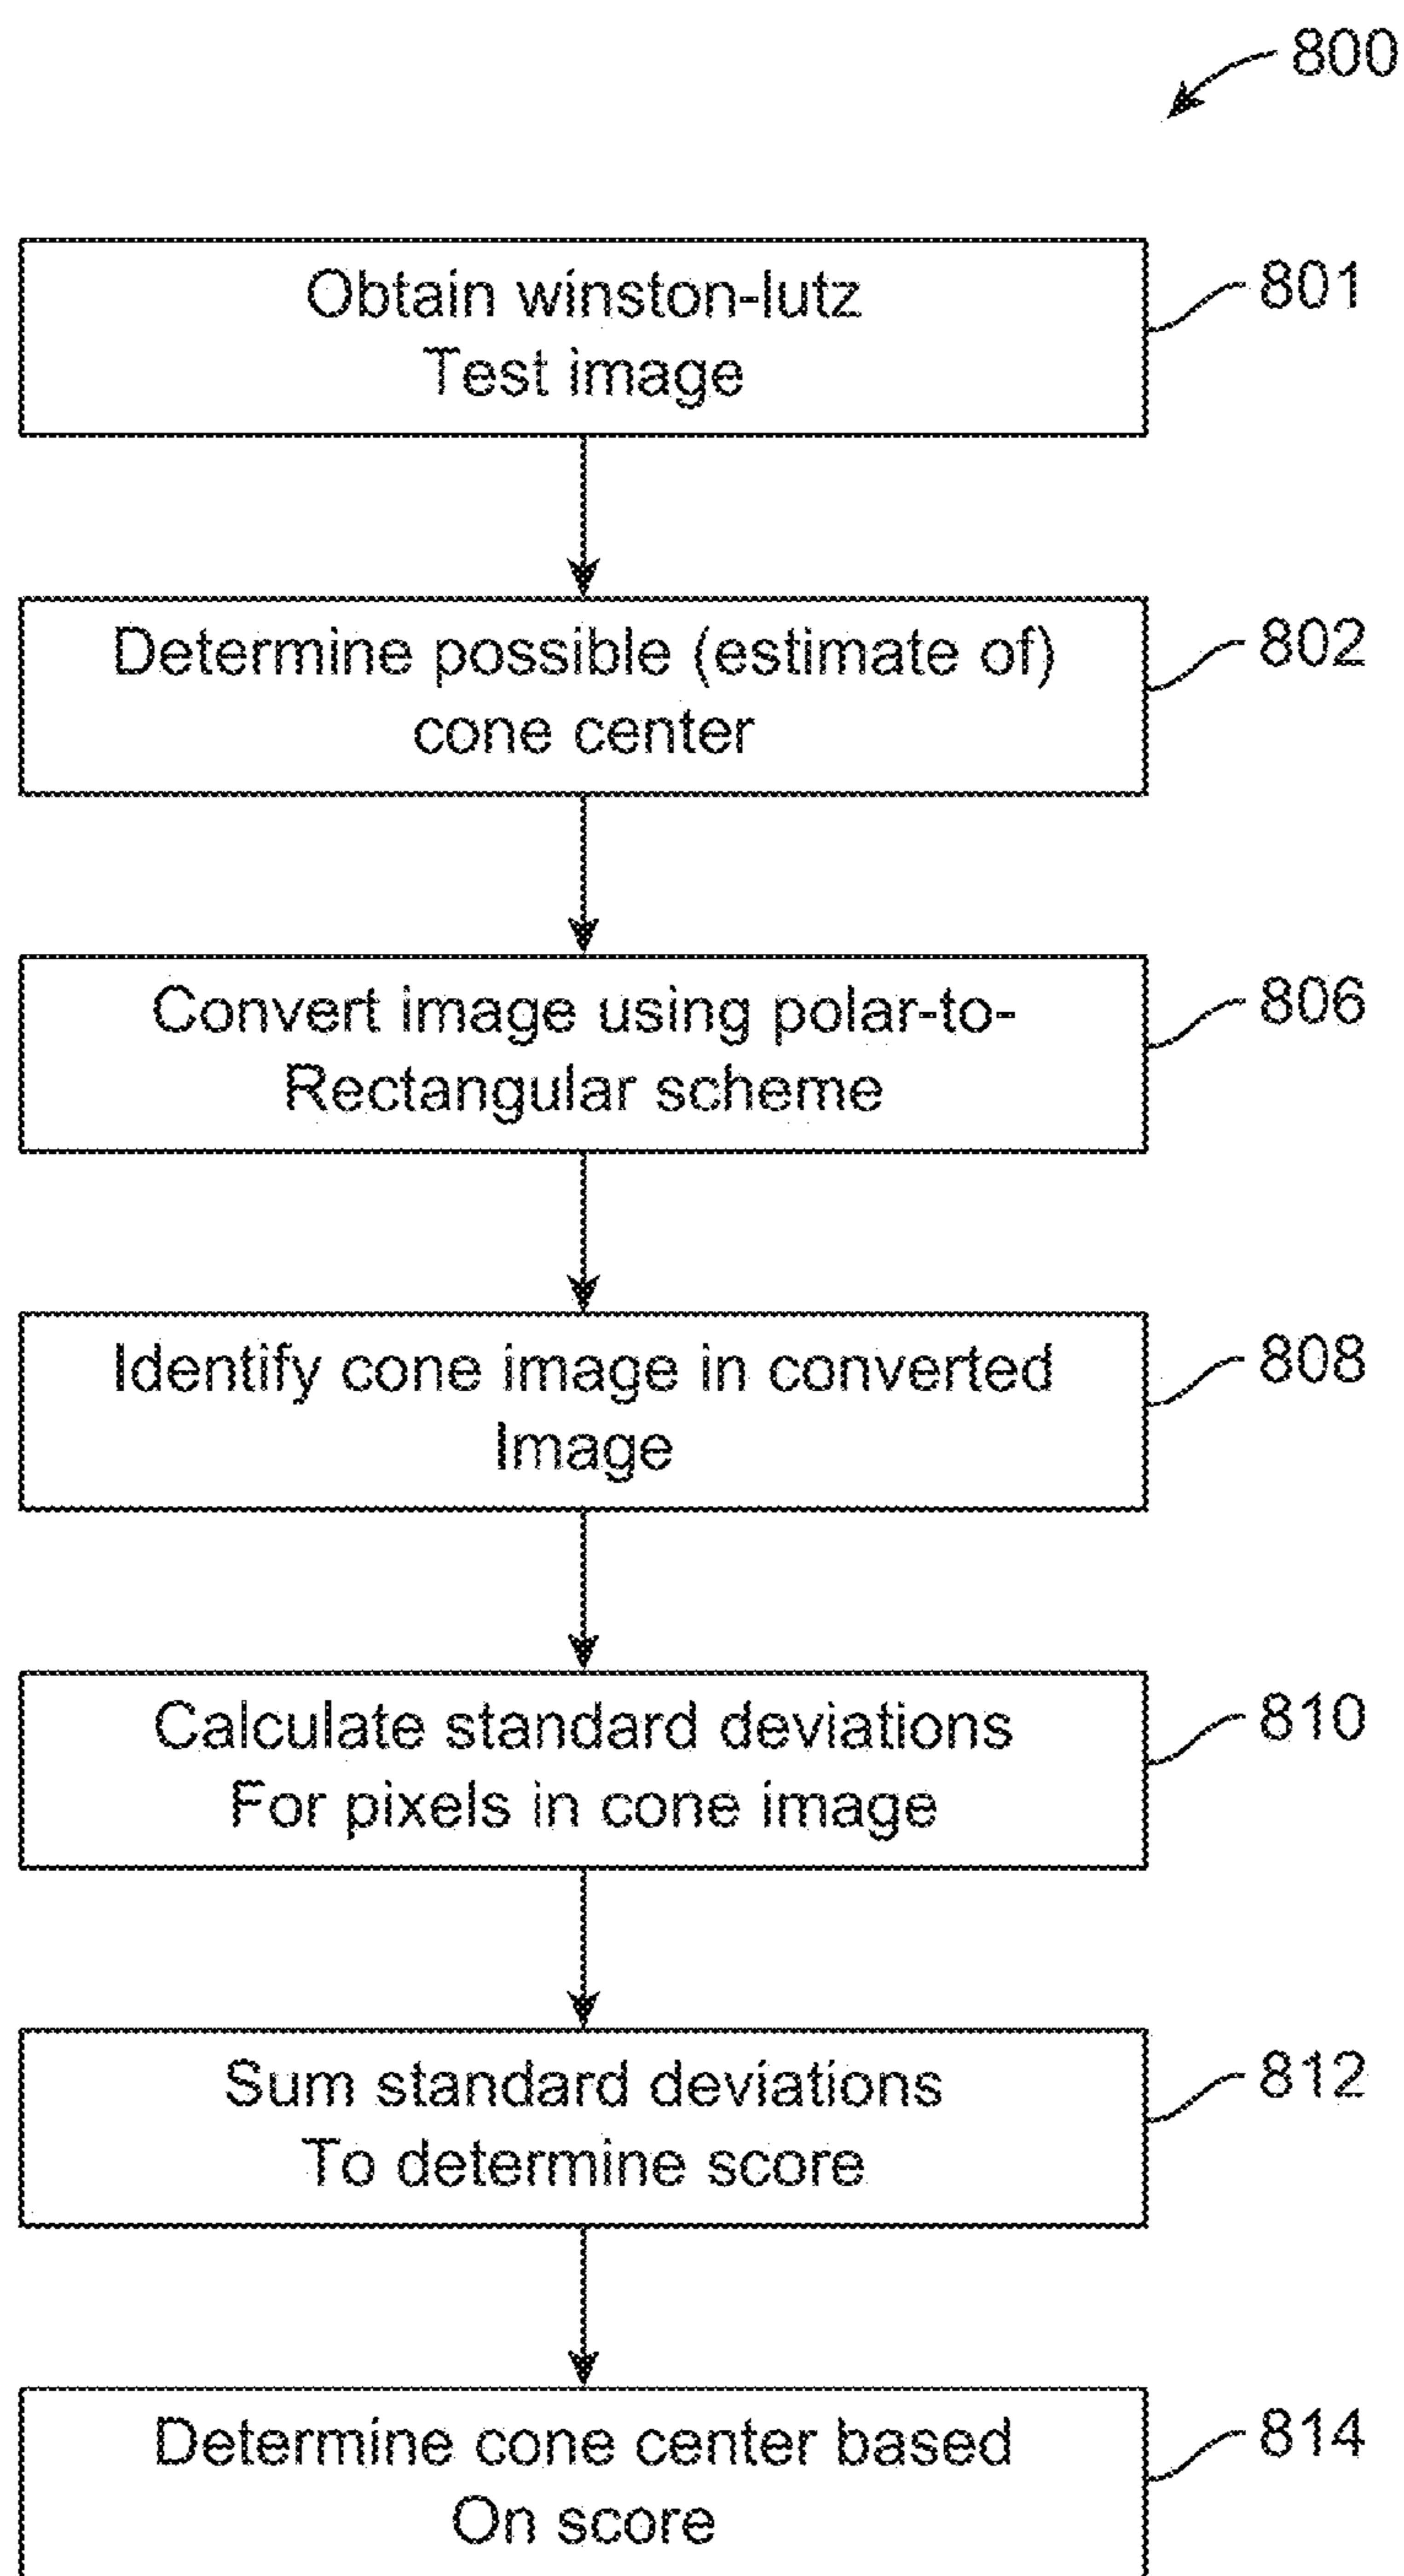 800
Obtain winston-lutz
Test image
801
Determine possible (estimate of)
cone center
802
Convert image using polar-to-
Rectangular scheme
806
Identify cone image in converted
Image
808
Calculate standard deviations
For pixels in cone image
810
Sum standard deviations
To determine score
812
Determine cone center based
On score
814